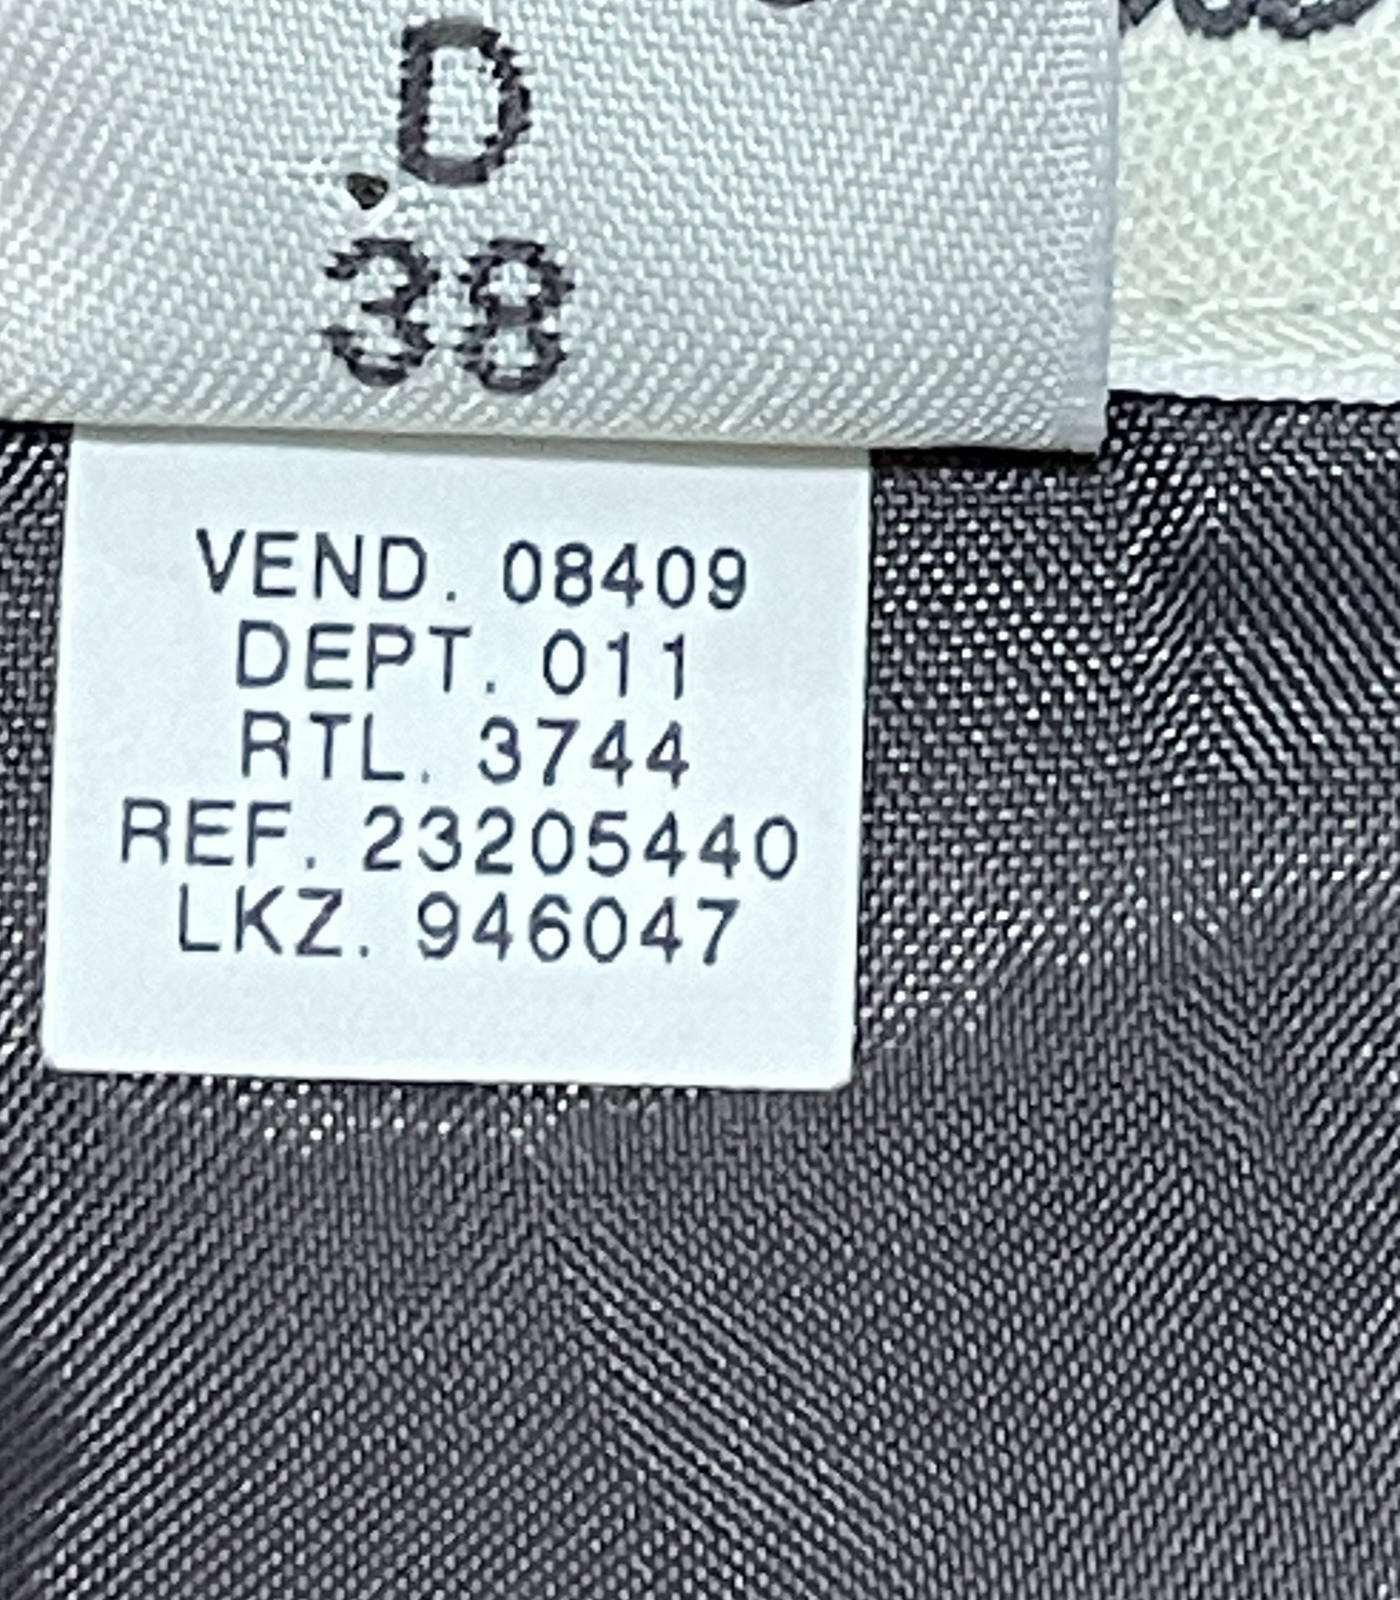 D
38
VEND. 08409
DEPT. 011
RTL. 3744
REF. 23205440
LKZ. 946047